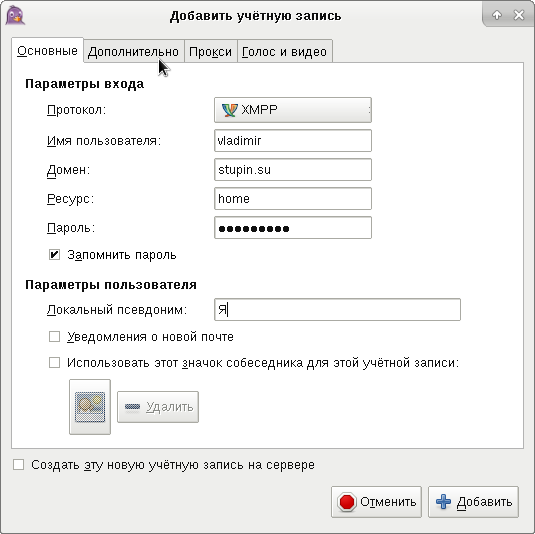 Добавить учётную запись
Основные Дополнительно Прокси Голос и видео
Параметры входа
Протокол: XMPP
Имя пользователя: vladimir
Домен: stupin.su
Ресурс: home
Пароль: ●●●●●●●●●
Запомнить пароль
Параметры пользователя
Локальный псевдоним: Я
Уведомления о новой почте
Использовать этот значок собеседника для этой учётной записи:
Удалить
Создать эту новую учётную запись на сервере
Отменить Добавить